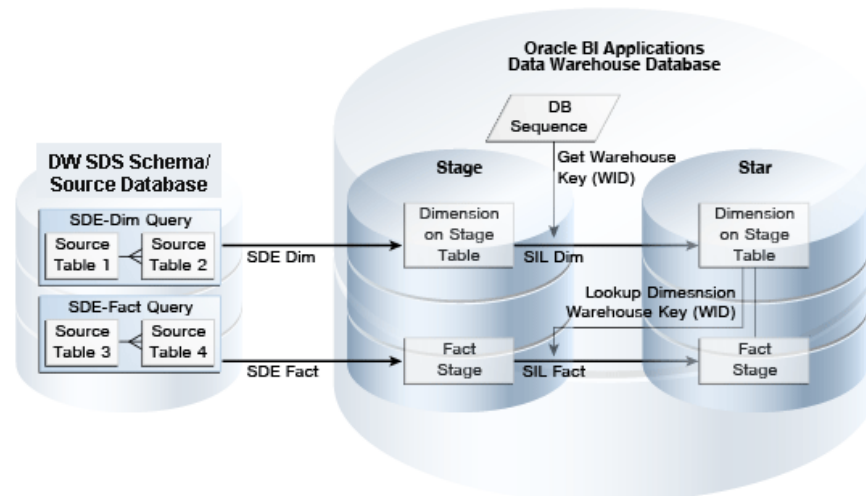 Oracle BI Applications
Data Warehouse Database
DB
Sequence
DW SDS Schema/
Source Database
Stage
Get Warehouse
Key (WID)
Star
SDE-Dim Query
Source
Table 1
Source
Table 2
SDE Dim
Dimension
on Stage
Table
SIL Dim
Dimension
on Stage
Table
SDE-Fact Query
Source
Table 3
Source
Table 4
Lookup Dimesnsion
Warehouse Key (WID)
SDE Fact
Fact
Stage
SIL Fact
Fact
Stage